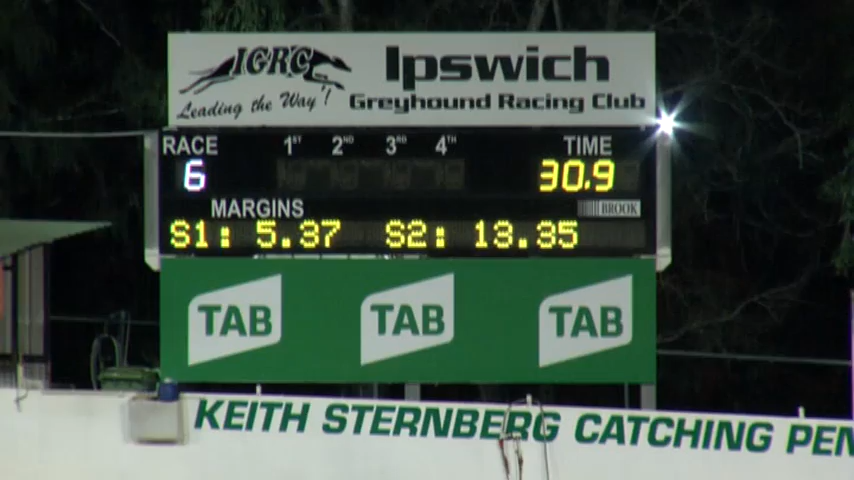 IGRC
Leading the Way!
Ipswich
Greyhound Racing Club
RACE 1ST 2ND 3RD 4TH TIME
6 30.9
MARGINS BROOK
S1: 5.37 S2: 13.35
TAB TAB TAB
KEITH STERNBERG CATCHING PEN